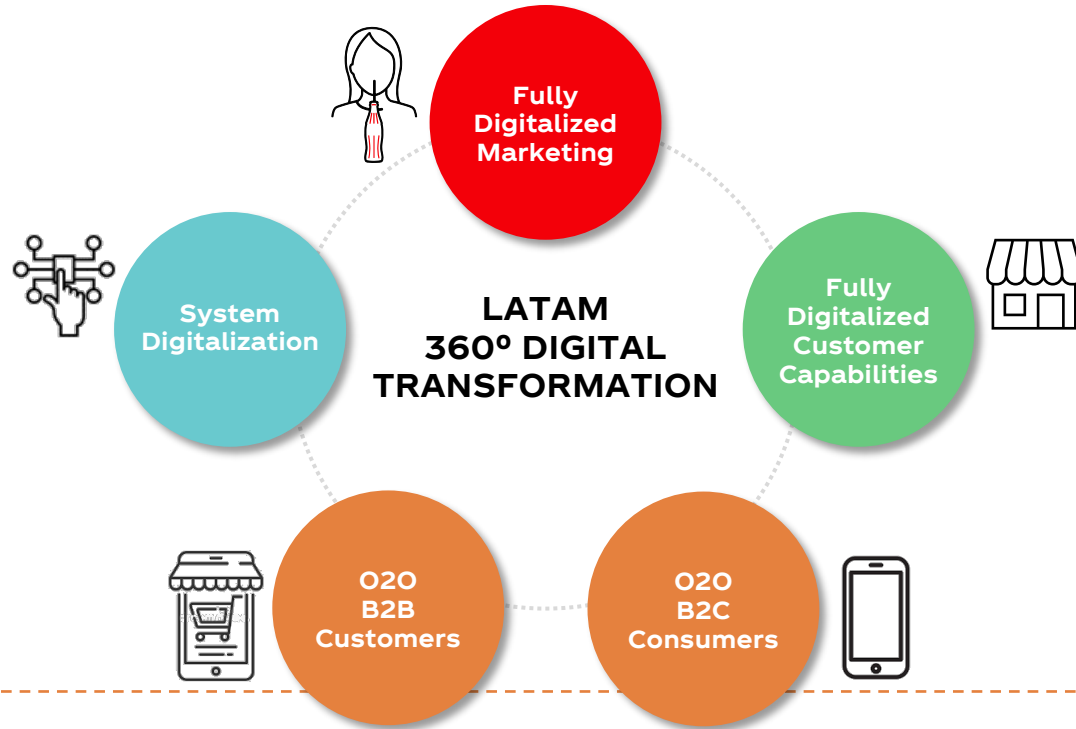 Fully
Digitalized
Marketing
System
Digitalization
LATAM
360º DIGITAL
TRANSFORMATION
Fully
Digitalized
Customer
Capabilities
O2O
B2B
Customers
O2O
B2C
Consumers